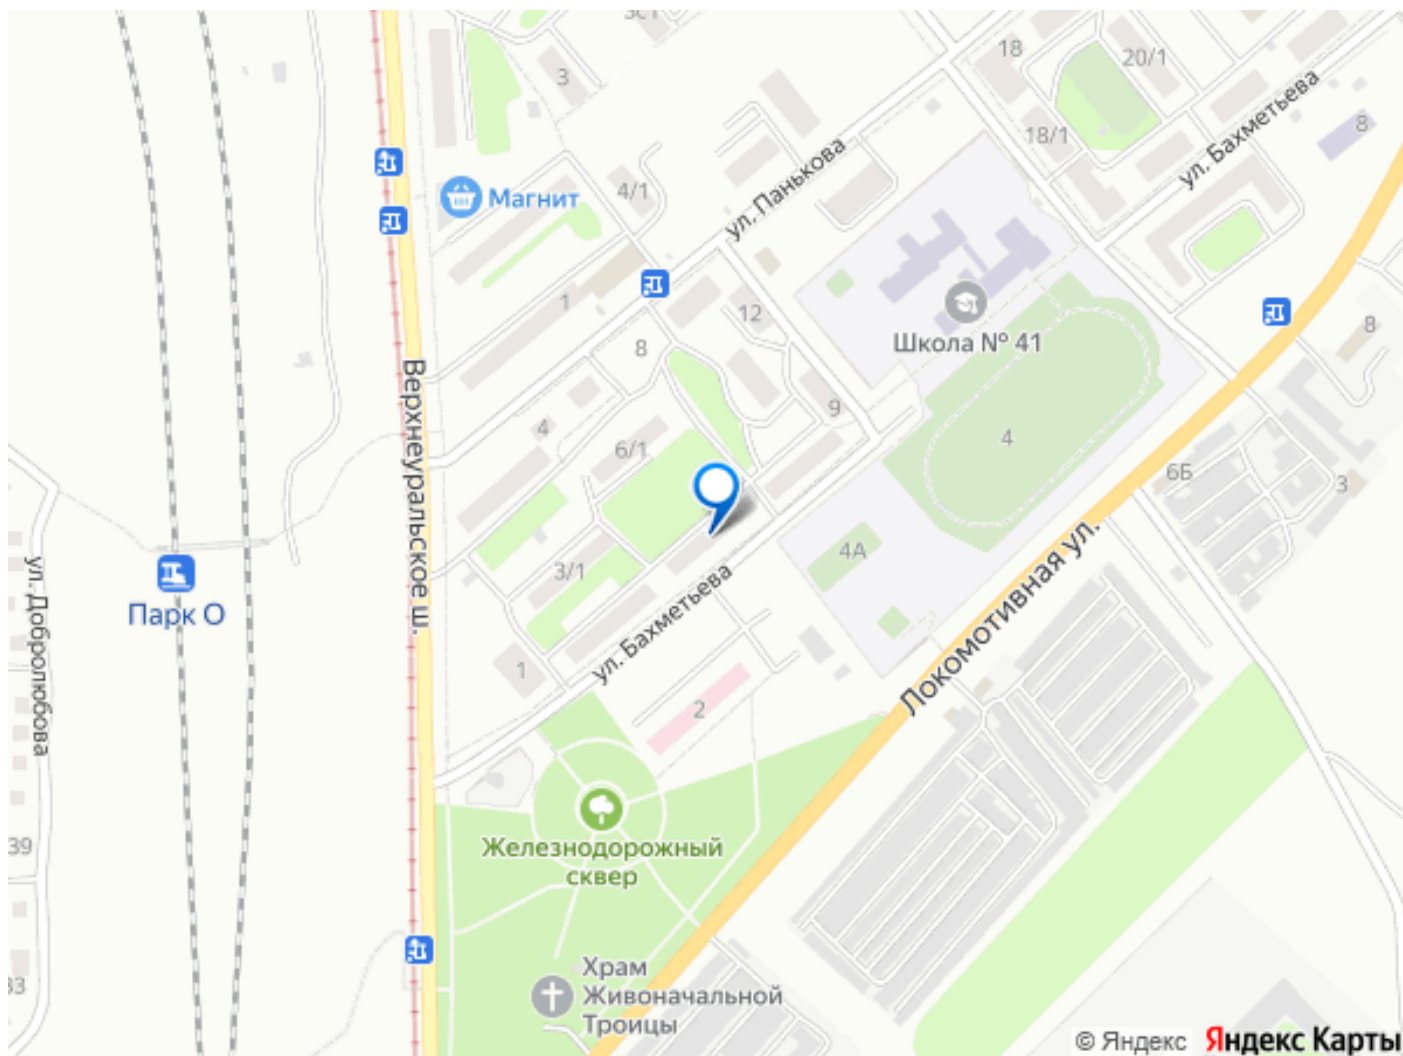 3
18
20/1
18/1
8
ул. Бахметьева
Магнит
4/1
ул. Панькова
1
12
8
Школа № 41
8
Верхнеуральское ш.
4
6/1
9
4
6Б
3
Парк О
ул. Добролюбова
3/1
4А
Локомотивная ул.
ул. Бахметьева
1
2
39
Железнодорожный
сквер
33
Храм
Живоначальной
Троицы
© Яндекс Яндекс Карты